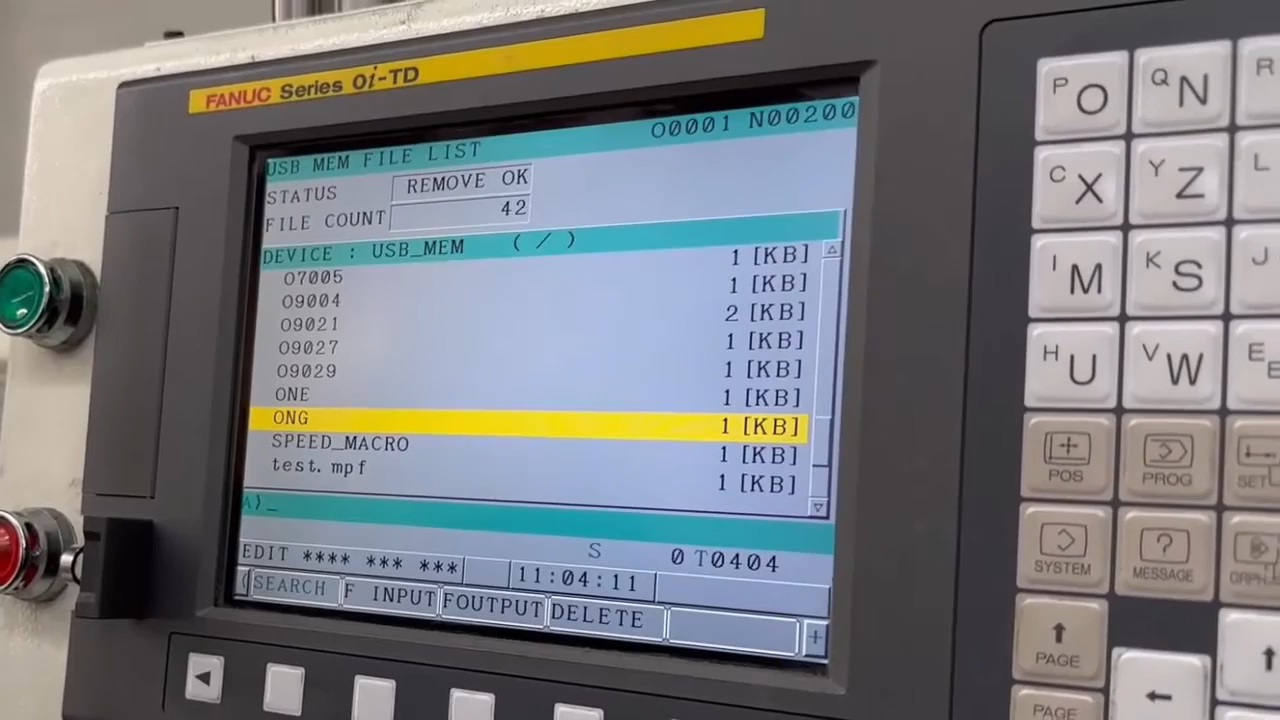 FANUC Series 0i-TD
USB MEM FILE LIST O0001 N00200
STATUS REMOVE OK
FILE COUNT 42
DEVICE : USB_MEM ( / )
O7005 1 [KB]
O9004 1 [KB]
O9021 2 [KB]
O9027 1 [KB]
O9029 1 [KB]
ONE 1 [KB]
ONG 1 [KB]
SPEED_MACRO 1 [KB]
test.mpf 1 [KB]
A)_
S 0 T0404
EDIT **** *** ***
11:04:11
(SEARCH F INPUT FOUTPUT DELETE +
P O Q N R
C X Y Z L
I M K S J
H U V W E E
POS PROG SET
SYSTEM MESSAGE
PAGE
PAGE